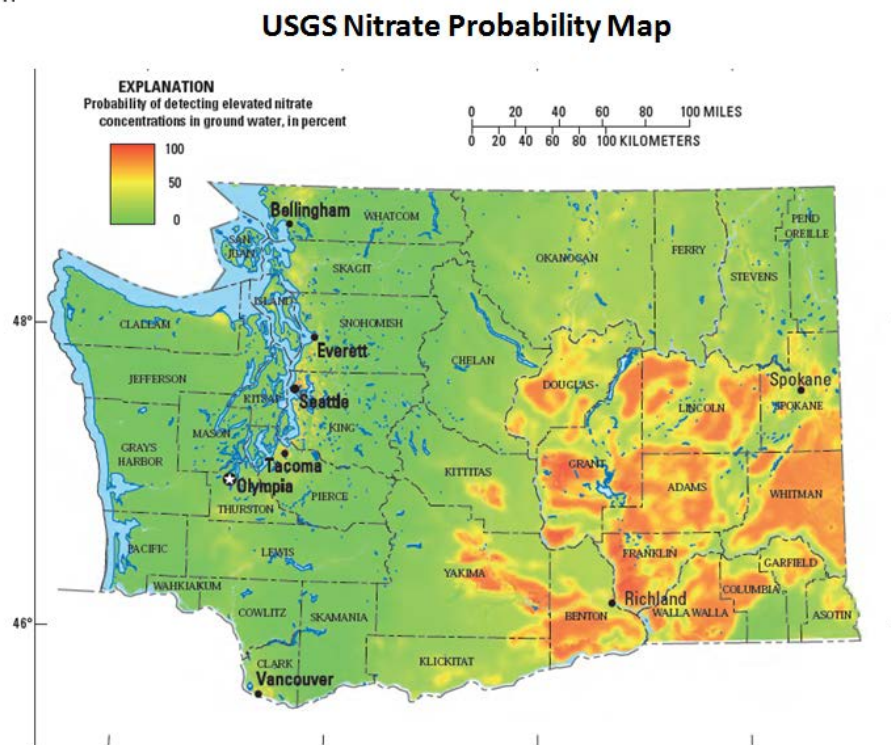 USGS Nitrate Probability Map
EXPLANATION
Probability of detecting elevated nitrate
concentrations in ground water, in percent
100
50
0
0 20 40 60 80 100 MILES
0 20 40 60 80 100 KILOMETERS
Bellingham
WHATCOM
SAN
JUAN
SKAGIT
ISLAND
OKANOGAN
FERRY
STEVENS
PEND
OREILLE
48°
CLALLAM
SNOHOMISH
Everett
CHELAN
JEFFERSON
KITSAP
Seattle
DOUGLAS
LINCOLN
Spokane
SPOKANE
GRAYS
HARBOR
MASON
KING
Tacoma
Olympia
PIERCE
THURSTON
KITTITAS
GRANT
ADAMS
WHITMAN
PACIFIC
LEWIS
YAKIMA
FRANKLIN
GARFIELD
WAHKIAKUM
COWLITZ
SKAMANIA
BENTON
Richland
WALLA WALLA
COLUMBIA
ASOTIN
46°
CLARK
Vancouver
KLICKITAT